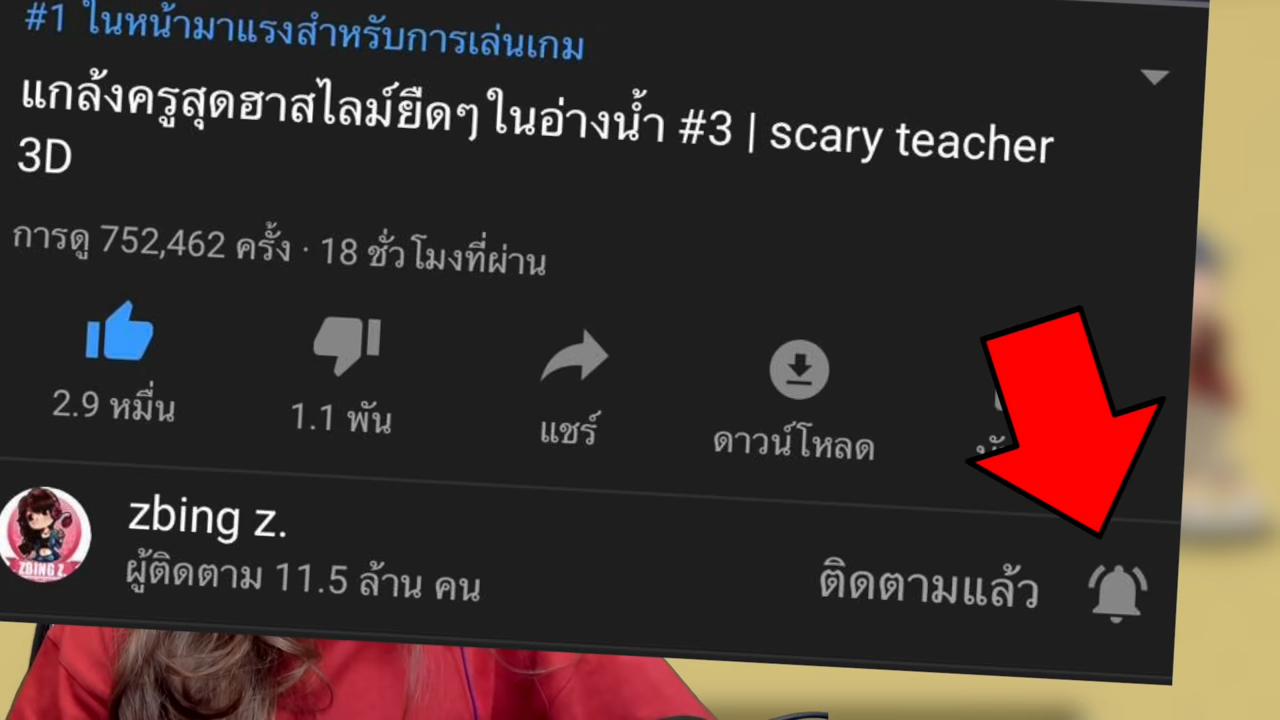 #1 ในหน้ามาแรงสำหรับการเล่นเกม
แกล้งครูสุดฮาสไลม์ยืดๆ ในอ่างน้ำ #3 | scary teacher
3D
การดู 752,462 ครั้ง · 18 ชั่วโมงที่ผ่าน
2.9 หมื่น
1.1 พัน
แชร์
ดาวน์โหลด
zbing z.
ZBING Z.
ผู้ติดตาม 11.5 ล้าน คน
ติดตามแล้ว